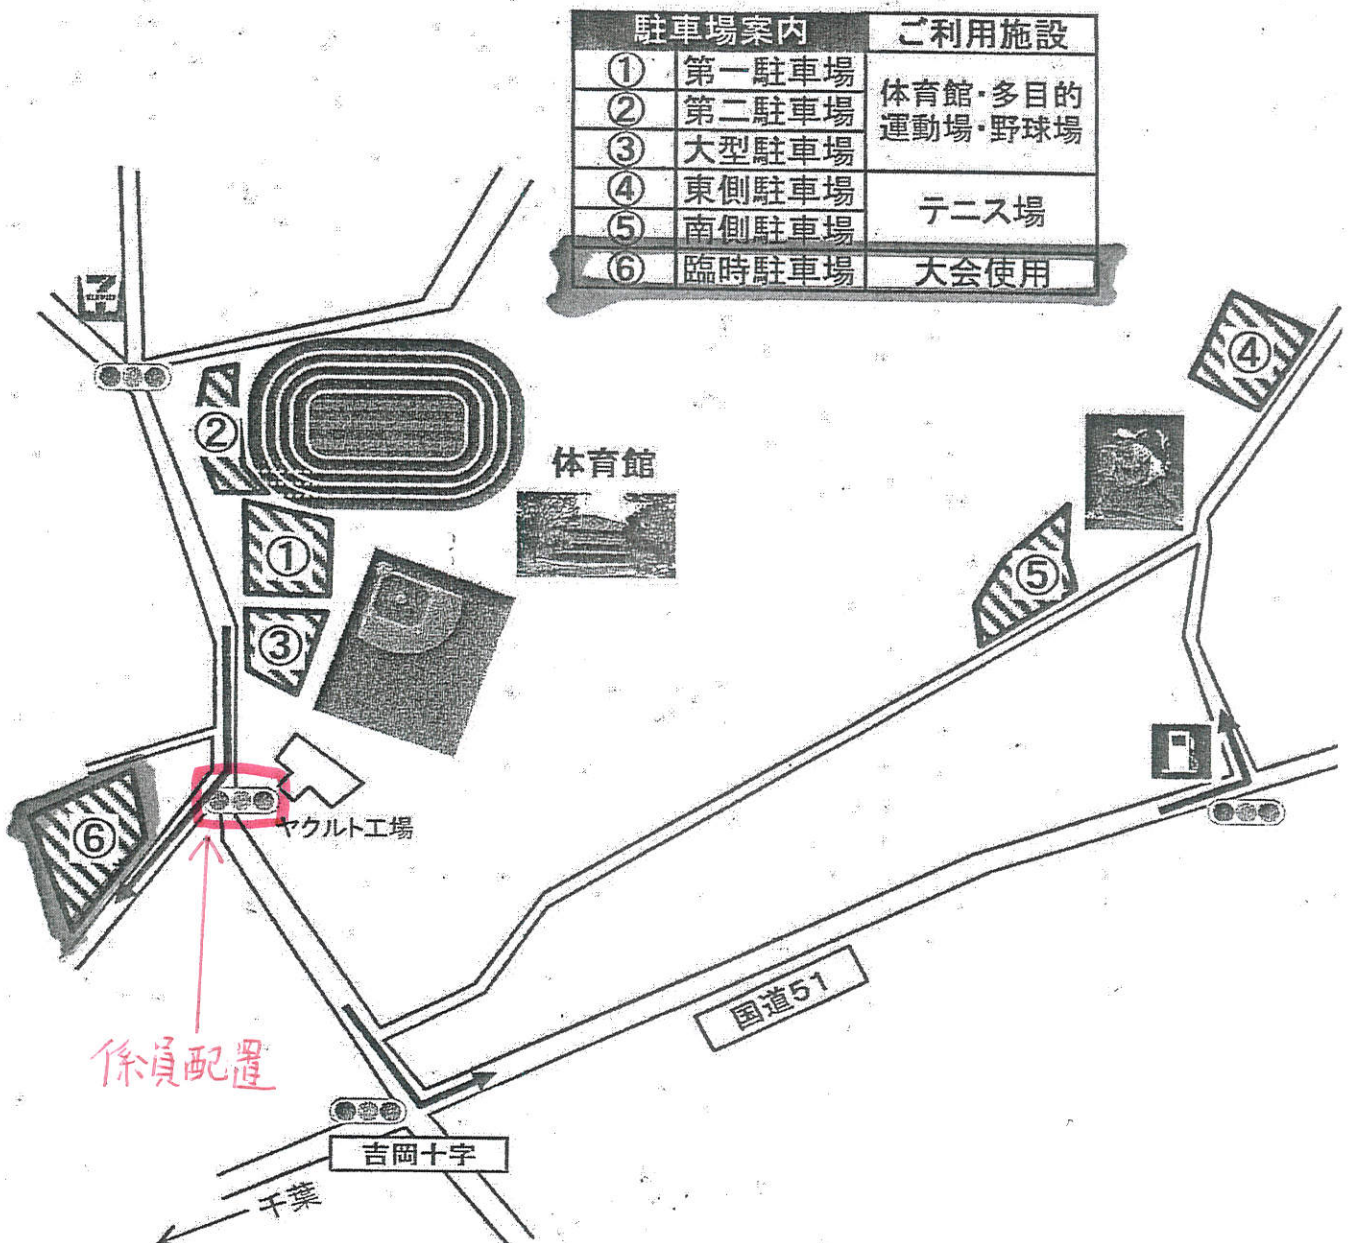 駐車場案内 ご利用施設
① 第一駐車場 体育館・多目的
② 第二駐車場 運動場・野球場
③ 大型駐車場
④ 東側駐車場 テニス場
⑤ 南側駐車場
⑥ 臨時駐車場 大会使用
7
④
②
体育館
①
⑤
③
⑥
ヤクルト工場
国道51
係員配置
吉岡十字
千葉